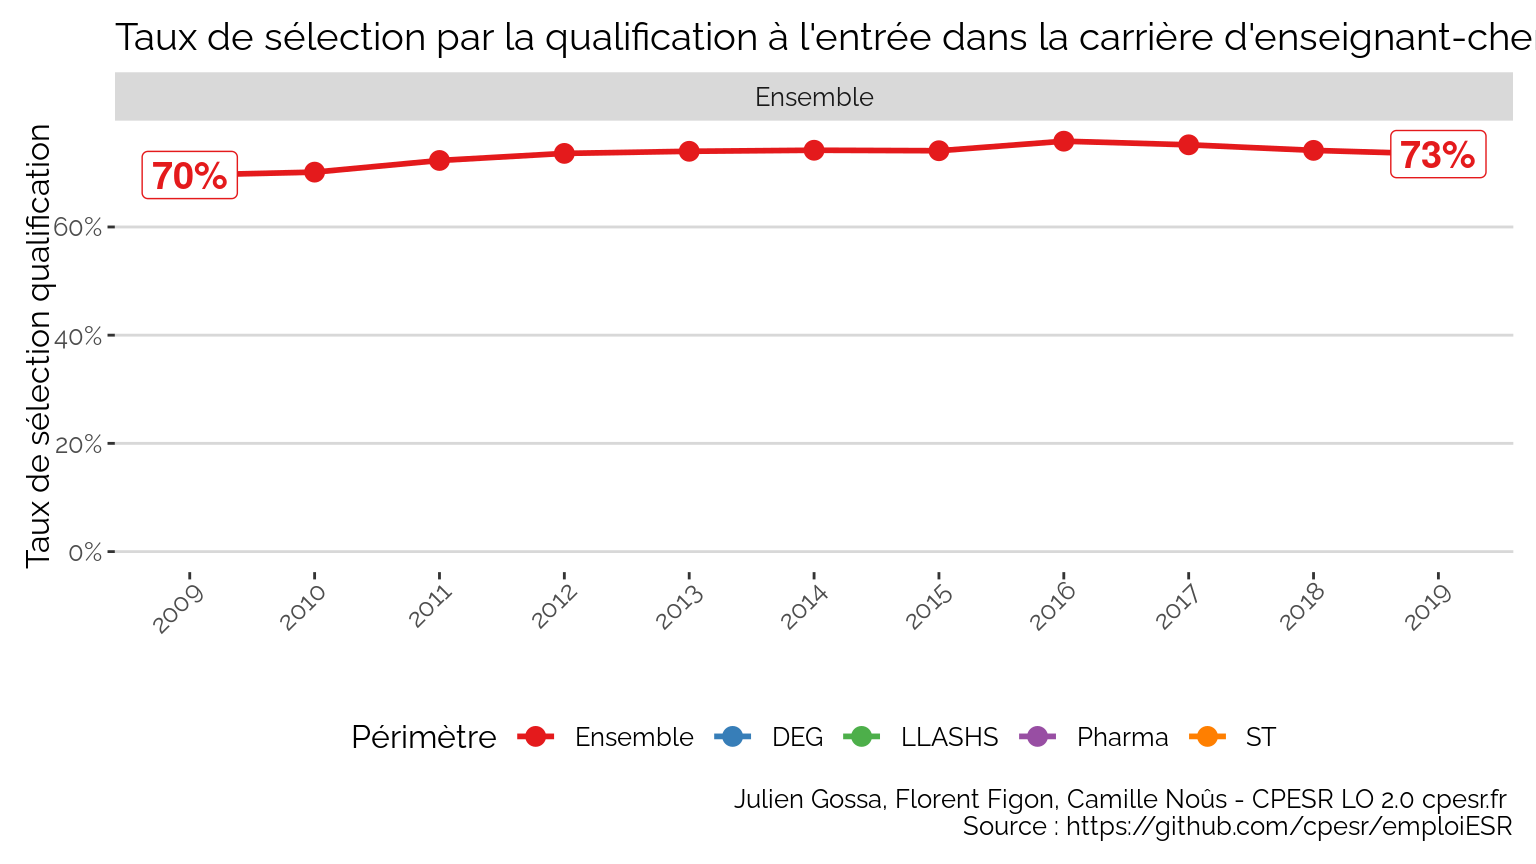 Taux de sélection par la qualification à l'entrée dans la carrière d'enseignant-che
Ensemble
Taux de sélection qualification
70%
73%
60%
40%
20%
0%
2009
2010
2011
2012
2013
2014
2015
2016
2017
2018
2019
Périmètre Ensemble DEG LLASHS Pharma ST
Julien Gossa, Florent Figon, Camille Noûs - CPESR LO 2.0 cpesr.fr
Source : https://github.com/cpesr/emploiESR